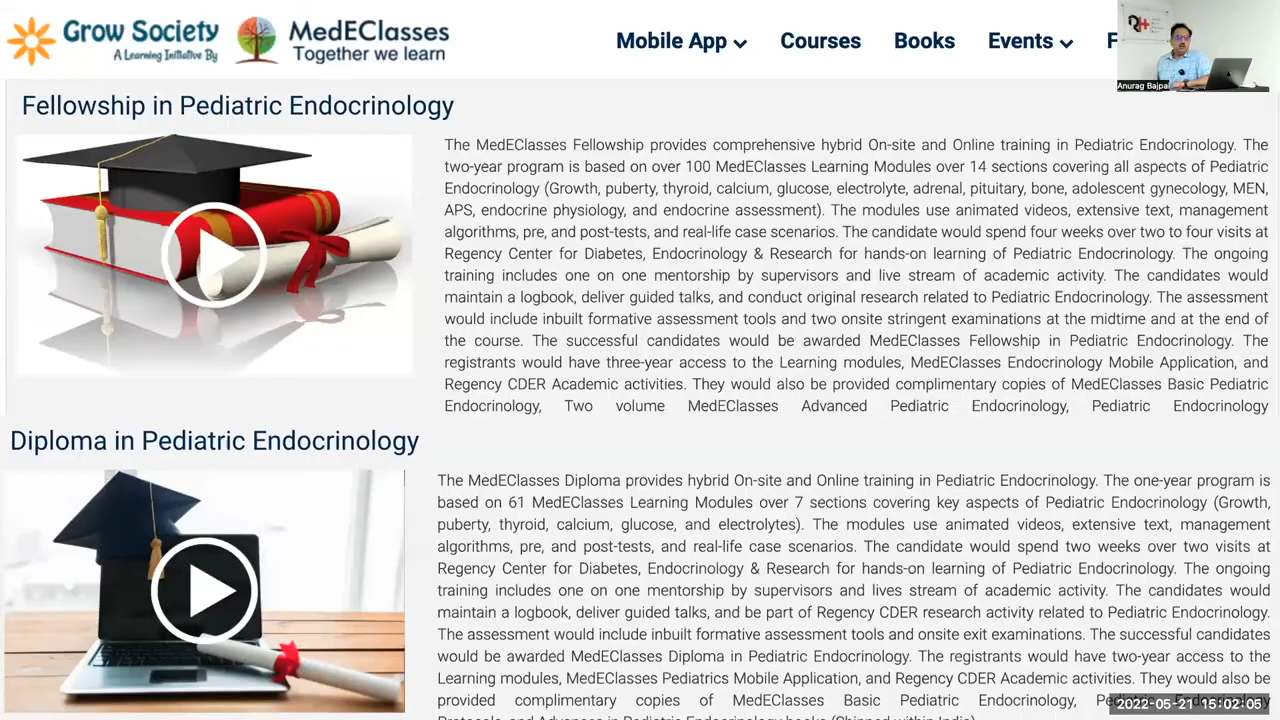 Grow Society
A Learning Initiative By
MedEClasses
Together we learn
Mobile App
Courses
Books
Events
F
Anurag Bajpai
Fellowship in Pediatric Endocrinology
The MedEClasses Fellowship provides comprehensive hybrid On-site and Online training in Pediatric Endocrinology. The
two-year program is based on over 100 MedEClasses Learning Modules over 14 sections covering all aspects of Pediatric
Endocrinology (Growth, puberty, thyroid, calcium, glucose, electrolyte, adrenal, pituitary, bone, adolescent gynecology, MEN,
APS, endocrine physiology, and endocrine assessment). The modules use animated videos, extensive text, management
algorithms, pre, and post-tests, and real-life case scenarios. The candidate would spend four weeks over two to four visits at
Regency Center for Diabetes, Endocrinology & Research for hands-on learning of Pediatric Endocrinology. The ongoing
training includes one on one mentorship by supervisors and live stream of academic activity. The candidates would
maintain a logbook, deliver guided talks, and conduct original research related to Pediatric Endocrinology. The assessment
would include inbuilt formative assessment tools and two onsite stringent examinations at the midtime and at the end of
the course. The successful candidates would be awarded MedEClasses Fellowship in Pediatric Endocrinology. The
registrants would have three-year access to the Learning modules, MedEClasses Endocrinology Mobile Application, and
Regency CDER Academic activities. They would also be provided complimentary copies of MedEClasses Basic Pediatric
Endocrinology, Two volume MedEClasses Advanced Pediatric Endocrinology, Pediatric Endocrinology
Diploma in Pediatric Endocrinology
The MedEClasses Diploma provides hybrid On-site and Online training in Pediatric Endocrinology. The one-year program is
based on 61 MedEClasses Learning Modules over 7 sections covering key aspects of Pediatric Endocrinology (Growth,
puberty, thyroid, calcium, glucose, and electrolytes). The modules use animated videos, extensive text, management
algorithms, pre, and post-tests, and real-life case scenarios. The candidate would spend two weeks over two visits at
Regency Center for Diabetes, Endocrinology & Research for hands-on learning of Pediatric Endocrinology. The ongoing
training includes one on one mentorship by supervisors and lives stream of academic activity. The candidates would
maintain a logbook, deliver guided talks, and be part of Regency CDER research activity related to Pediatric Endocrinology.
The assessment would include inbuilt formative assessment tools and onsite exit examinations. The successful candidates
would be awarded MedEClasses Diploma in Pediatric Endocrinology. The registrants would have two-year access to the
Learning modules, MedEClasses Pediatrics Mobile Application, and Regency CDER Academic activities. They would also be
provided complimentary copies of MedEClasses Basic Pediatric Endocrinology, Pediatric Endocrinology
Protocols, and Advances in Pediatric Endocrinology books (Shipped within India)
2022-05-21 15:02:05